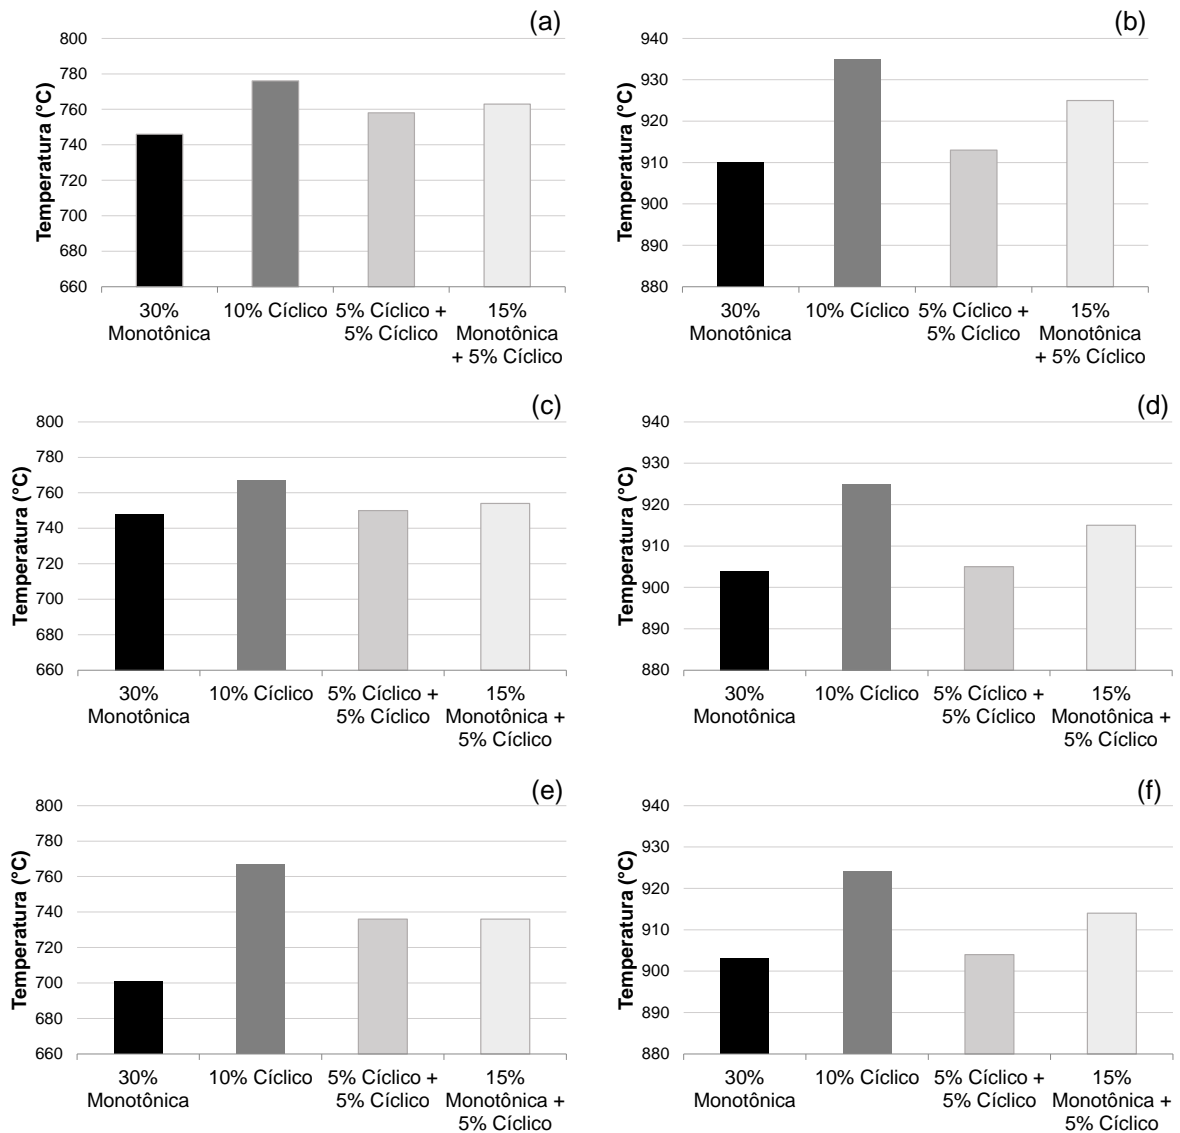 (a)
Temperatura (°C)
800
780
760
740
720
700
680
660
30%
Monotônica
10% Cíclico
5% Cíclico +
5% Cíclico
15%
Monotônica
+ 5% Cíclico
(b)
Temperatura (°C)
940
930
920
910
900
890
880
30%
Monotônica
10% Cíclico
5% Cíclico +
5% Cíclico
15%
Monotônica
+ 5% Cíclico
(c)
Temperatura (°C)
800
780
760
740
720
700
680
660
30%
Monotônica
10% Cíclico
5% Cíclico +
5% Cíclico
15%
Monotônica +
5% Cíclico
(d)
Temperatura (°C)
940
930
920
910
900
890
880
30%
Monotônica
10% Cíclico
5% Cíclico +
5% Cíclico
15%
Monotônica +
5% Cíclico
(e)
Temperatura (°C)
800
780
760
740
720
700
680
660
30%
Monotônica
10% Cíclico
5% Cíclico +
5% Cíclico
15%
Monotônica +
5% Cíclico
(f)
Temperatura (°C)
940
930
920
910
900
890
880
30%
Monotônica
10% Cíclico
5% Cíclico +
5% Cíclico
15%
Monotônica +
5% Cíclico